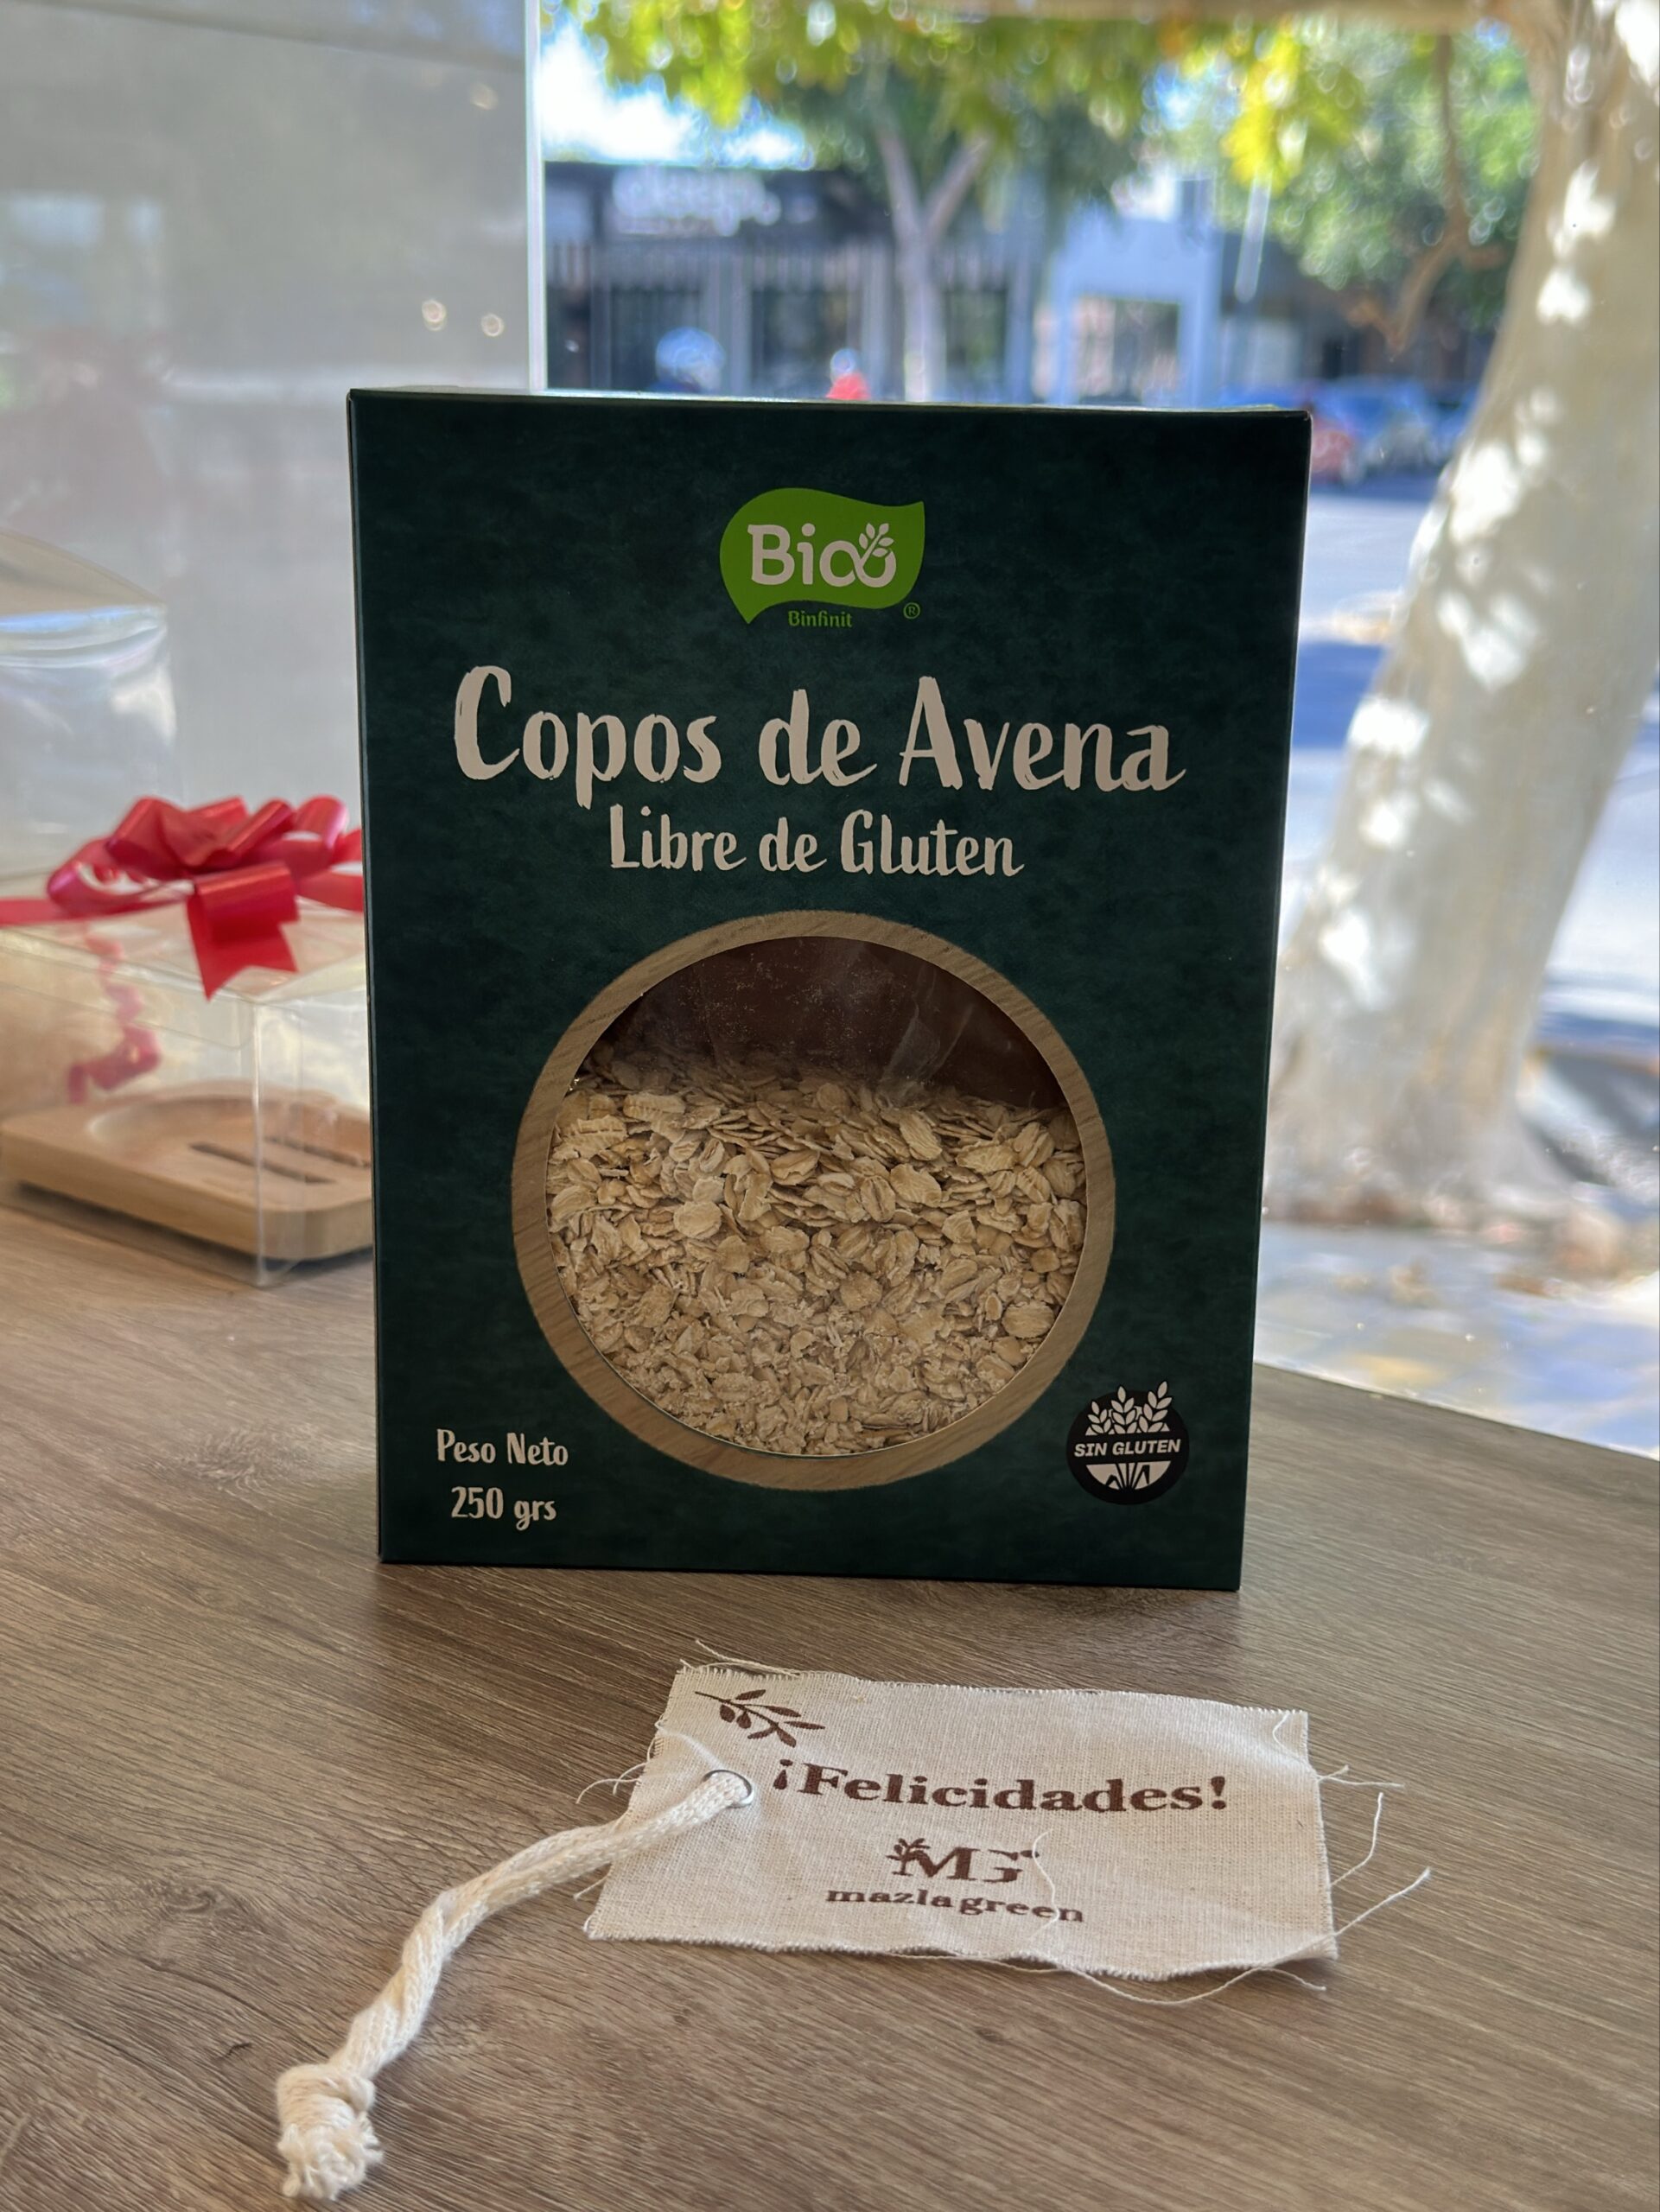 Bio
Binfinit ®
Copos de Avena
Libre de Gluten
Peso Neto
250 grs
SIN GLUTEN
¡Felicidades!
MG
mazlagreen